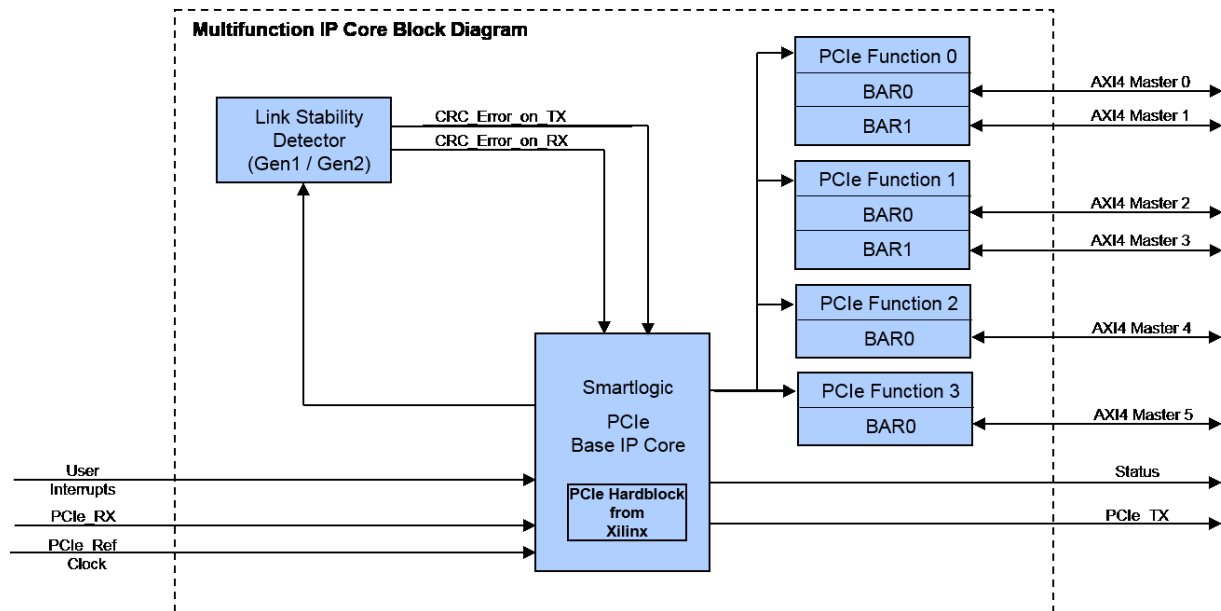 Multifunction IP Core Block Diagram
Link Stability
Detector
(Gen1 / Gen2)
CRC_Error_on_TX
CRC_Error_on_RX
PCIe Function 0
BAR0
BAR1
AXI4 Master 0
AXI4 Master 1
PCIe Function 1
BAR0
BAR1
AXI4 Master 2
AXI4 Master 3
PCIe Function 2
BAR0
AXI4 Master 4
PCIe Function 3
BAR0
AXI4 Master 5
Smartlogic
PCIe
Base IP Core
PCIe Hardblock
from
Xilinx
User
Interrupts
PCIe_RX
PCIe_Ref
Clock
Status
PCIe_TX